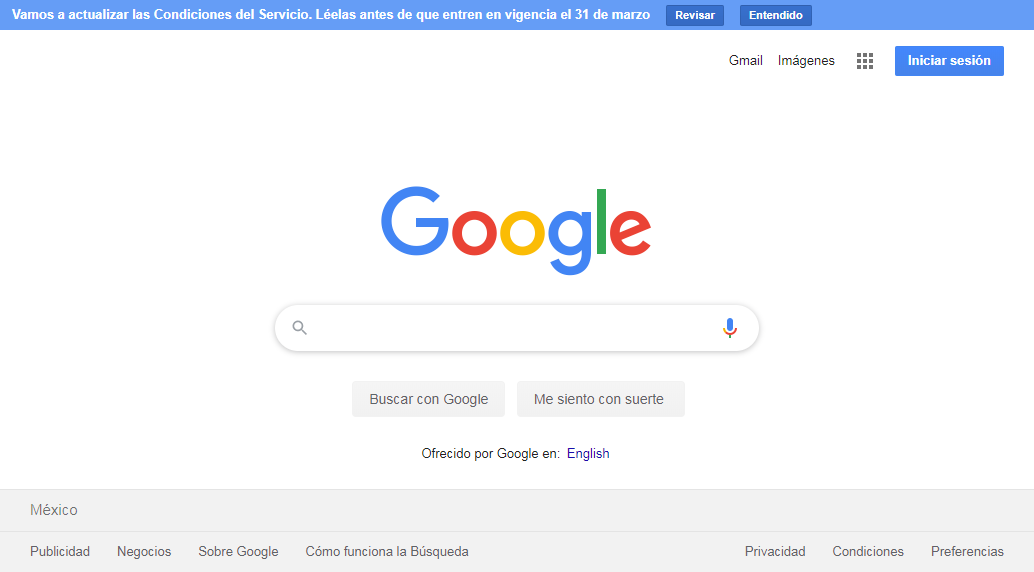 Vamos a actualizar las Condiciones del Servicio. Léelas antes de que entren en vigencia el 31 de marzo Revisar Entendido
Gmail Imágenes Iniciar sesión
Google
Buscar con Google Me siento con suerte
Ofrecido por Google en: English
México
Publicidad Negocios Sobre Google Cómo funciona la Búsqueda Privacidad Condiciones Preferencias